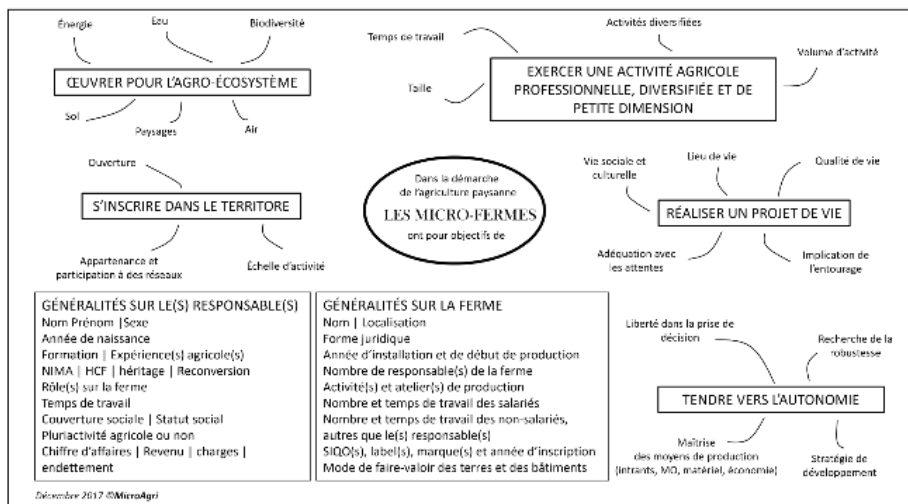 Énergie
Eau
Biodiversité
ŒUVRER POUR L'AGRO-ÉCOSYSTÈME
Sol
Paysages
Air
Temps de travail
Activités diversifiées
Volume d'activité
Taille
EXERCER UNE ACTIVITÉ AGRICOLE
PROFESSIONNELLE, DIVERSIFIÉE ET DE
PETITE DIMENSION
Ouverture
S'INSCRIRE DANS LE TERRITORE
Appartenance et
participation à des réseaux
Échelle d'activité
Dans la démarche
de l'agriculture paysanne
LES MICRO-FERMES
ont pour objectifs de
Vie sociale et
culturelle
Lieu de vie
Qualité de vie
RÉALISER UN PROJET DE VIE
Adéquation avec
les attentes
Implication de
l'entourage
GÉNÉRALITÉS SUR LE(S) RESPONSABLE(S)
Nom Prénom |Sexe
Année de naissance
Formation | Expérience(s) agricole(s)
NIMA | HCF | héritage | Reconversion
Rôle(s) sur la ferme
Temps de travail
Couverture sociale | Statut social
Pluriactivité agricole ou non
Chiffre d'affaires | Revenu | charges |
endettement
GÉNÉRALITÉS SUR LA FERME
Nom | Localisation
Forme juridique
Année d'installation et de début de production
Nombre de responsable(s) de la ferme
Activité(s) et atelier(s) de production
Nombre et temps de travail des salariés
Nombre et temps de travail des non-salariés,
autres que le(s) responsable(s)
SIQO(s), label(s), marque(s) et année d'inscription
Mode de faire-valoir des terres et des bâtiments
Liberté dans la prise de
décision
Recherche de la
robustesse
TENDRE VERS L'AUTONOMIE
Maîtrise
des moyens de production
(intrants, MO, matériel, économie)
Stratégie de
développement
Décembre 2017 ©MicroAgri